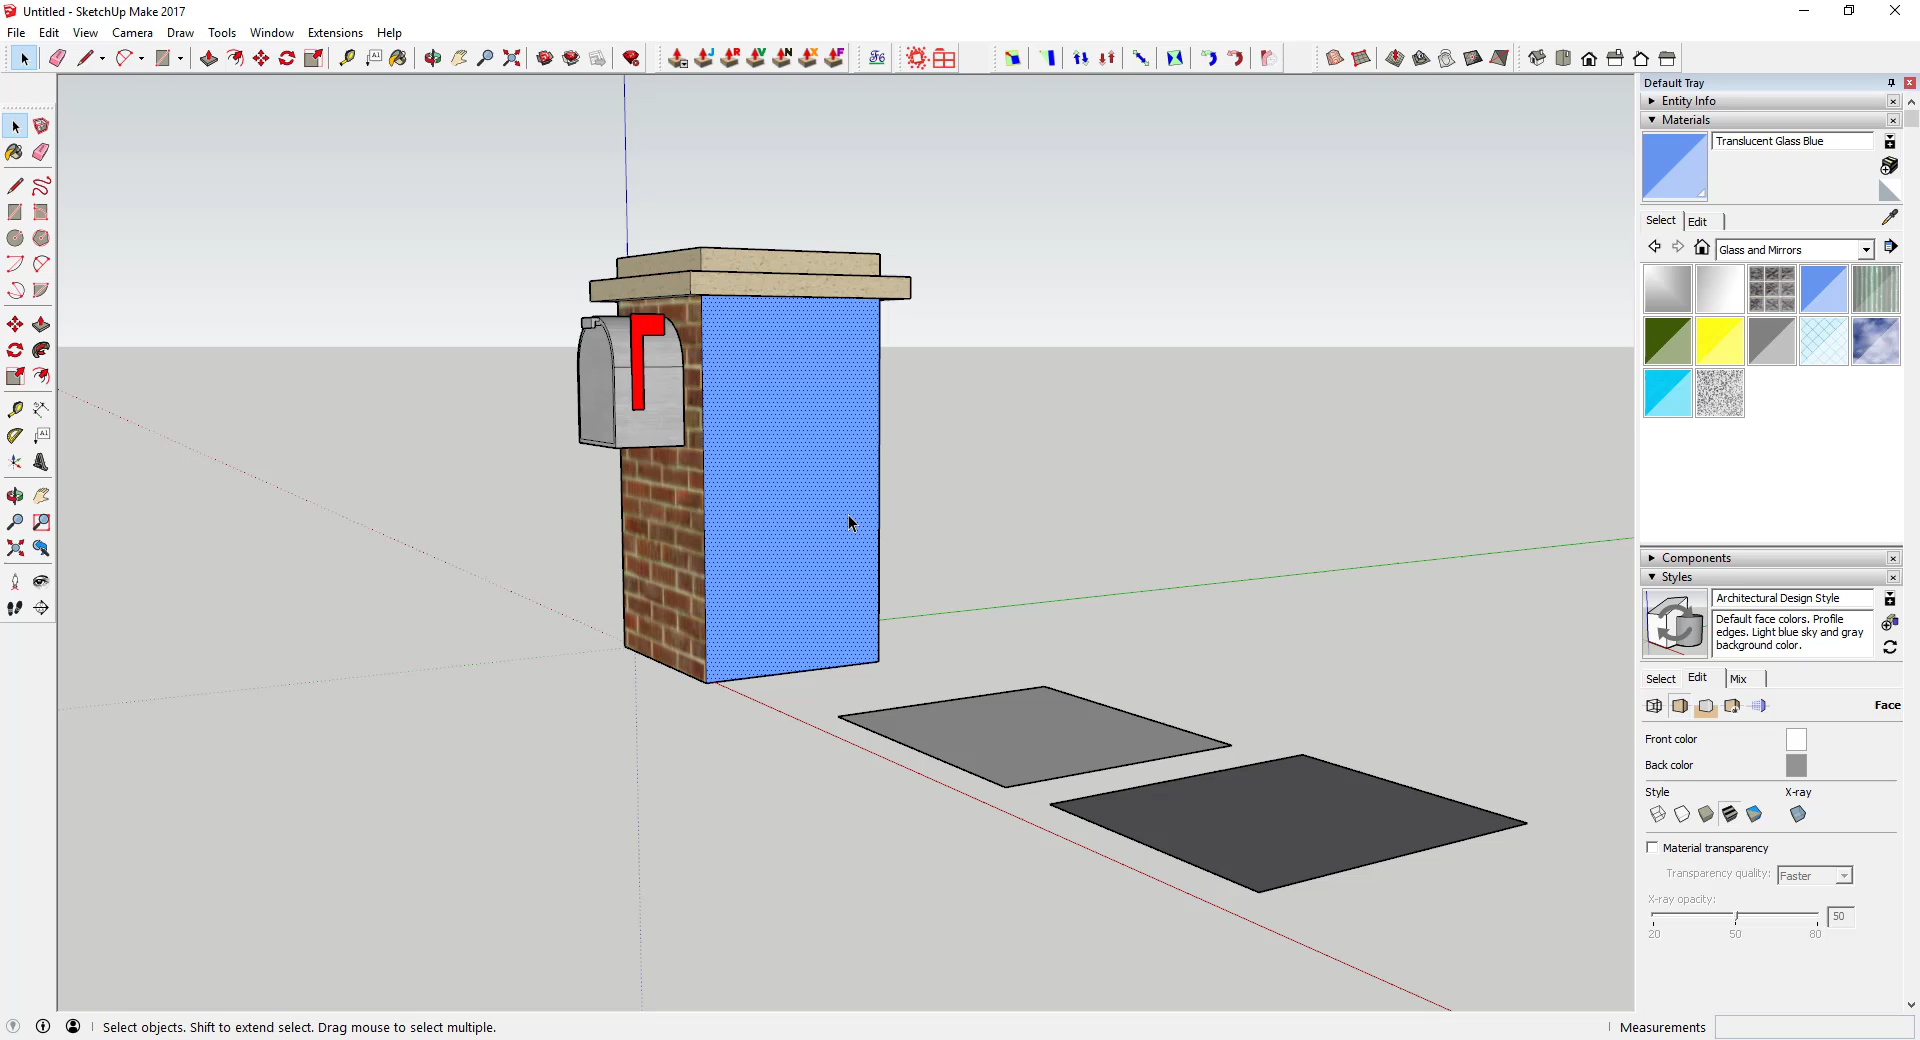 Untitled - SketchUp Make 2017
File Edit View Camera Draw Tools Window Extensions Help
Default Tray
Entity Info
Materials
Translucent Glass Blue
Select Edit
Glass and Mirrors
Components
Styles
Architectural Design Style
Default face colors. Profile
edges. Light blue sky and gray
background color.
Select Edit Mix
Face
Front color
Back color
Style X-ray
Material transparency
Transparency quality: Faster
X-ray opacity:
50
20 50 80
Select objects. Shift to extend select. Drag mouse to select multiple.
Measurements